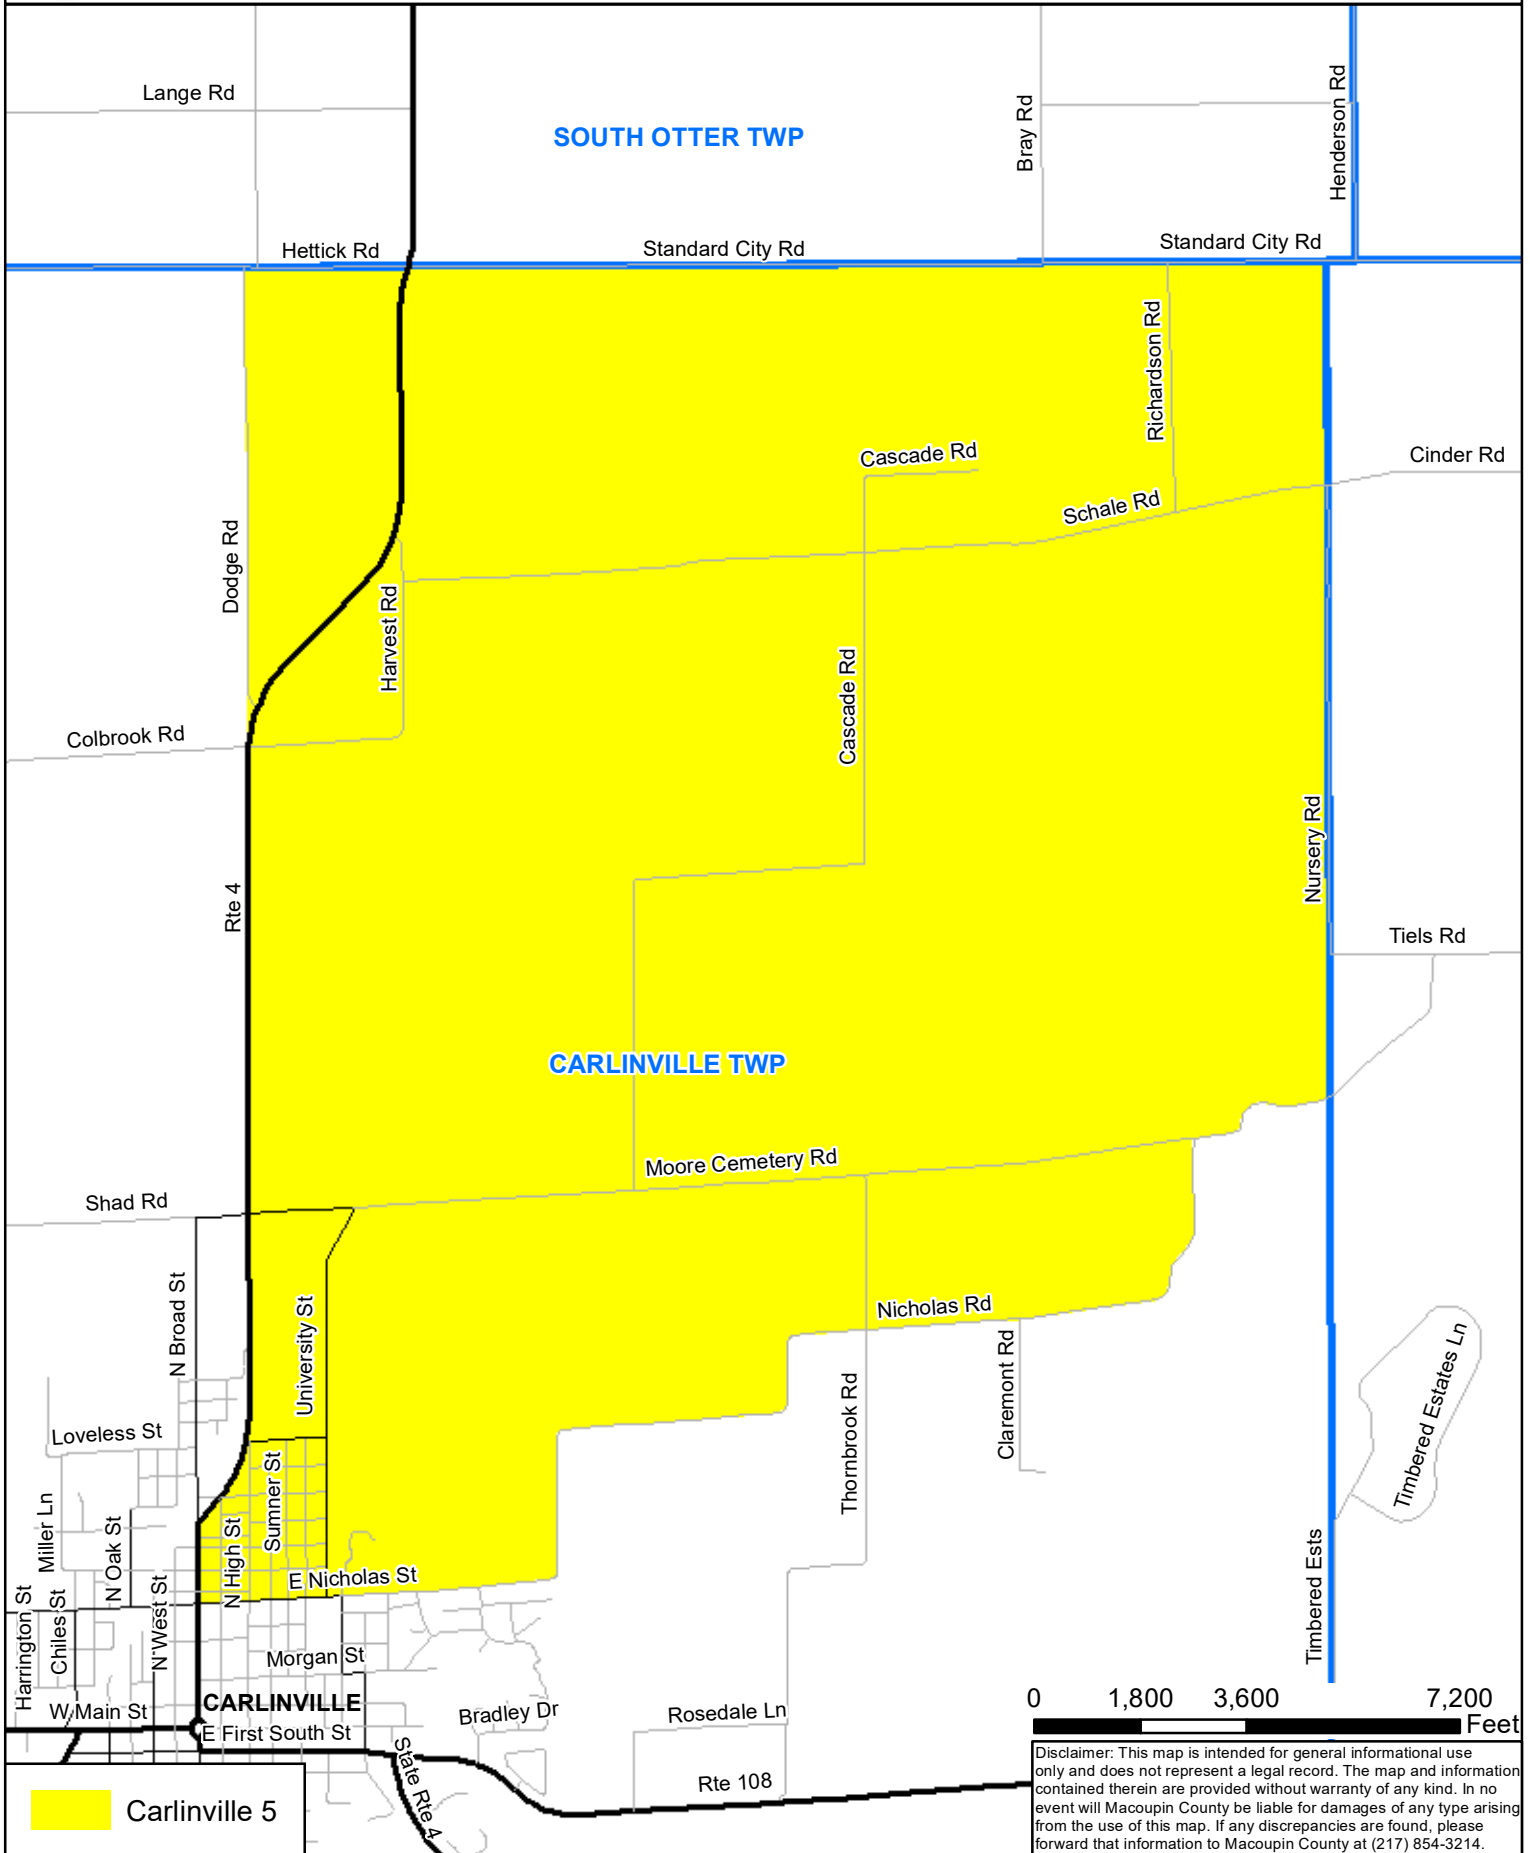 Lange Rd
SOUTH OTTER TWP
Bray Rd
Henderson Rd
Hettick Rd
Standard City Rd
Standard City Rd
Richardson Rd
Cascade Rd
Cinder Rd
Schale Rd
Dodge Rd
Harvest Rd
Cascade Rd
Colbrook Rd
Nursery Rd
Rte 4
Tiels Rd
CARLINVILLE TWP
Moore Cemetery Rd
Shad Rd
N Broad St
University St
Nicholas Rd
Claremont Rd
Thornbrook Rd
Timbered Estates Ln
Loveless St
Sumner St
Miller Ln
N Oak St
N High St
E Nicholas St
Timbered Ests
Harrington St
Chiles St
N West St
Morgan St
CARLINVILLE
W Main St
E First South St
Bradley Dr
Rosedale Ln
State Rte 4
Rte 108
0 1,800 3,600 7,200
Feet
Carlinville 5
Disclaimer: This map is intended for general informational use
only and does not represent a legal record. The map and information
contained therein are provided without warranty of any kind. In no
event will Macoupin County be liable for damages of any type arising
from the use of this map. If any discrepancies are found, please
forward that information to Macoupin County at (217) 854-3214.